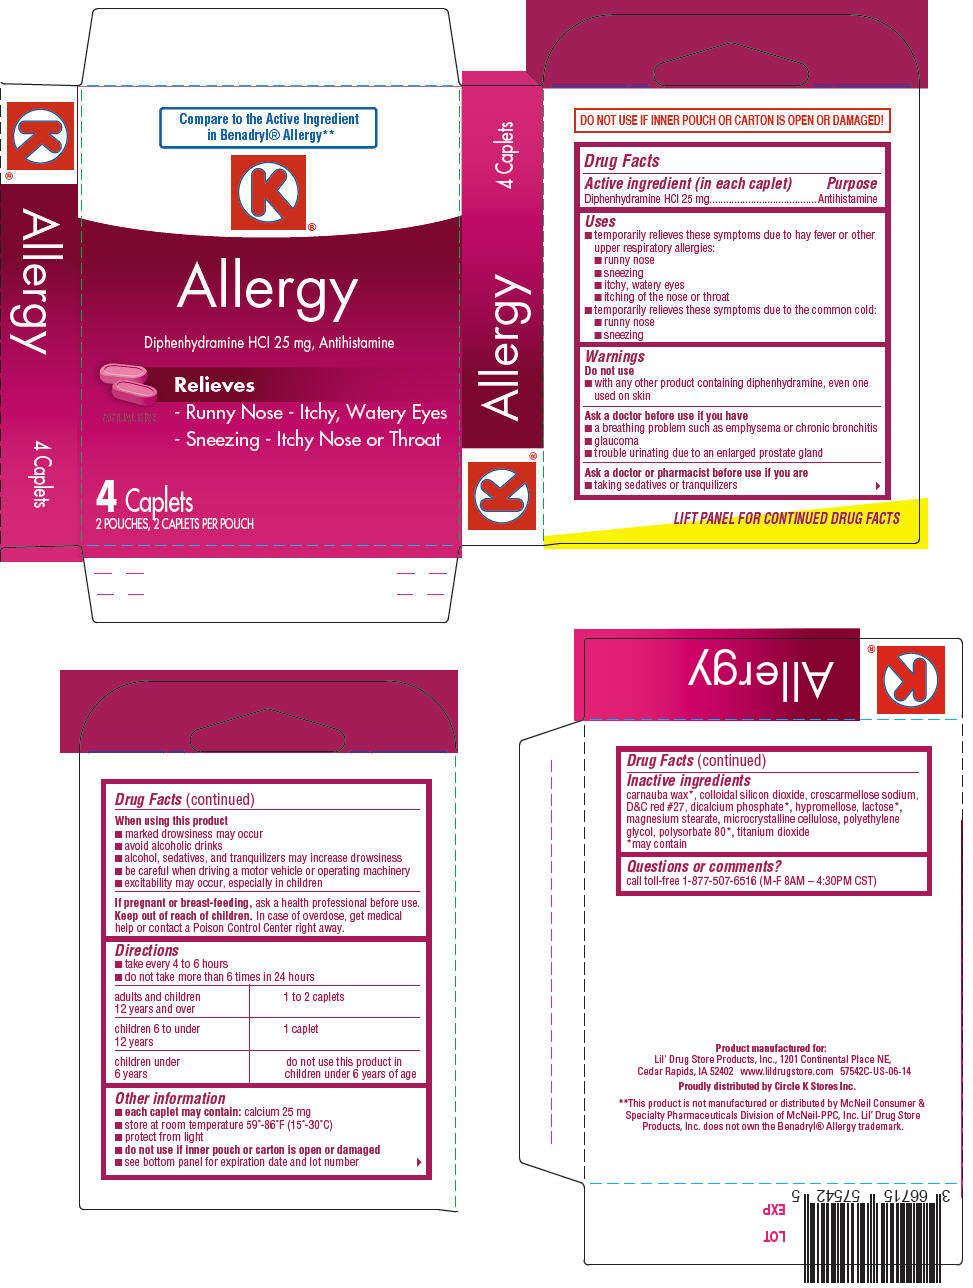 Compare to the Active Ingredient
in Benadryl® Allergy**
K
®
Allergy
Diphenhydramine HCl 25 mg, Antihistamine
ACTUAL SIZE
Relieves
- Runny Nose - Itchy, Watery Eyes
- Sneezing - Itchy Nose or Throat
4 Caplets
2 POUCHES, 2 CAPLETS PER POUCH
K
®
Allergy
4 Caplets
4 Caplets
Allergy
K
®
DO NOT USE IF INNER POUCH OR CARTON IS OPEN OR DAMAGED!
Drug Facts
Active ingredient (in each caplet) Purpose
Diphenhydramine HCl 25 mg......................................Antihistamine
Uses
■ temporarily relieves these symptoms due to hay fever or other
upper respiratory allergies:
■ runny nose
■ sneezing
■ itchy, watery eyes
■ itching of the nose or throat
■ temporarily relieves these symptoms due to the common cold:
■ runny nose
■ sneezing
Warnings
Do not use
■ with any other product containing diphenhydramine, even one
used on skin
Ask a doctor before use if you have
■ a breathing problem such as emphysema or chronic bronchitis
■ glaucoma
■ trouble urinating due to an enlarged prostate gland
Ask a doctor or pharmacist before use if you are
■ taking sedatives or tranquilizers
LIFT PANEL FOR CONTINUED DRUG FACTS
Drug Facts (continued)
When using this product
■ marked drowsiness may occur
■ avoid alcoholic drinks
■ alcohol, sedatives, and tranquilizers may increase drowsiness
■ be careful when driving a motor vehicle or operating machinery
■ excitability may occur, especially in children
If pregnant or breast-feeding, ask a health professional before use.
Keep out of reach of children. In case of overdose, get medical
help or contact a Poison Control Center right away.
Directions
■ take every 4 to 6 hours
■ do not take more than 6 times in 24 hours
adults and children 1 to 2 caplets
12 years and over
children 6 to under 1 caplet
12 years
children under do not use this product in
6 years children under 6 years of age
Other information
■ each caplet may contain: calcium 25 mg
■ store at room temperature 59˚-86˚F (15˚-30˚C)
■ protect from light
■ do not use if inner pouch or carton is open or damaged
■ see bottom panel for expiration date and lot number
Allergy
K
®
Drug Facts (continued)
Inactive ingredients
carnauba wax*, colloidal silicon dioxide, croscarmellose sodium,
D&C red #27, dicalcium phosphate*, hypromellose, lactose*,
magnesium stearate, microcrystalline cellulose, polyethylene
glycol, polysorbate 80*, titanium dioxide
*may contain
Questions or comments?
call toll-free 1-877-507-6516 (M-F 8AM – 4:30PM CST)
Product manufactured for:
Lil' Drug Store Products, Inc., 1201 Continental Place NE,
Cedar Rapids, IA 52402 www.lildrugstore.com 57542C-US-06-14
Proudly distributed by Circle K Stores Inc.
**This product is not manufactured or distributed by McNeil Consumer &
Specialty Pharmaceuticals Division of McNeil-PPC, Inc. Lil' Drug Store
Products, Inc. does not own the Benadryl® Allergy trademark.
3 66715 57542 5
LOT
EXP